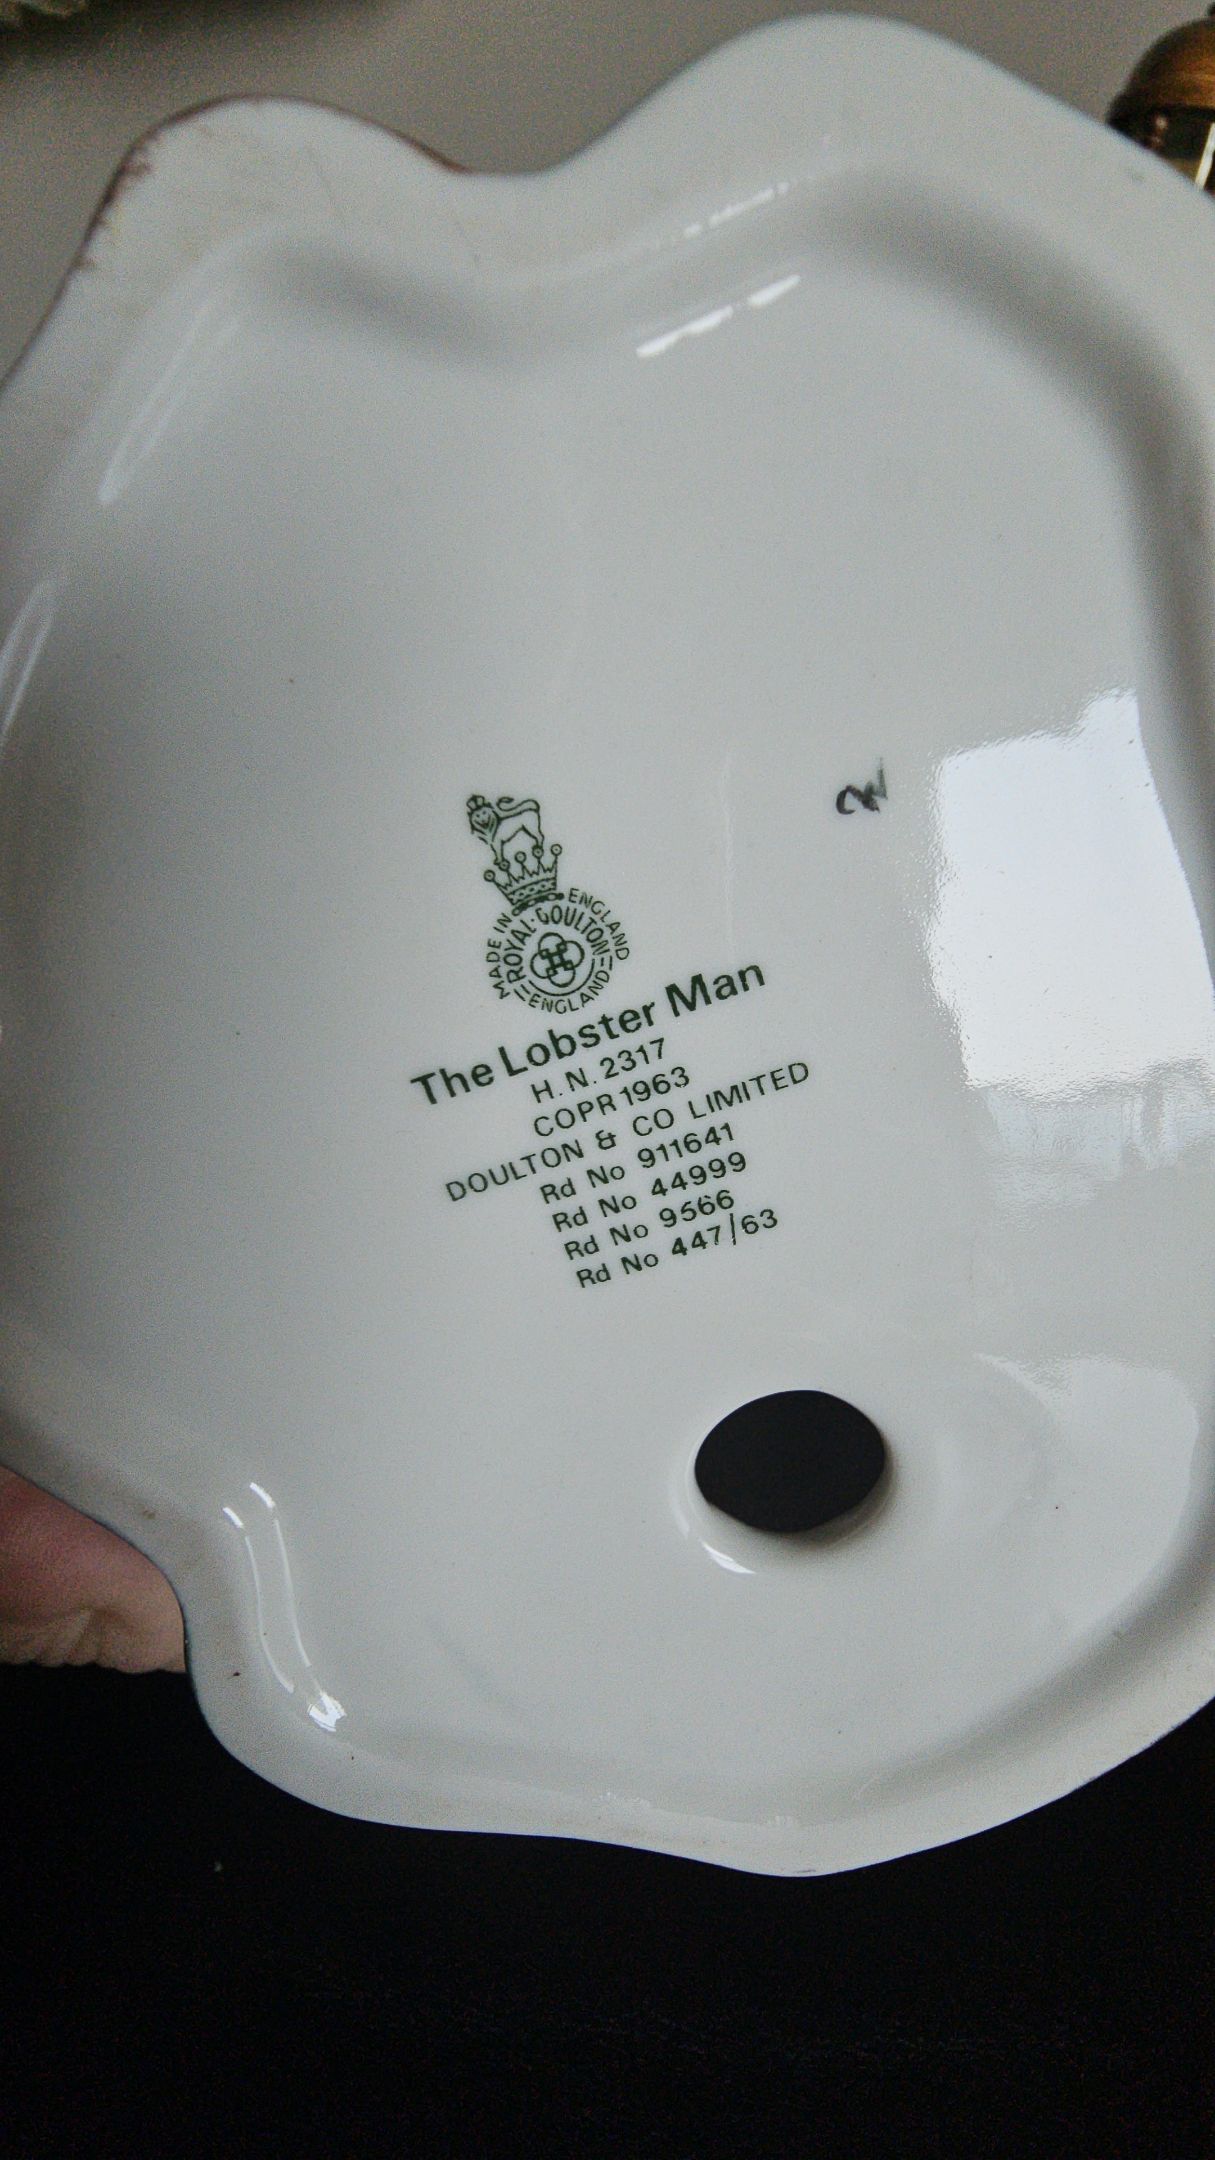 MADE IN ENGLAND
ROYAL · DOULTON
ENGLAND
The Lobster Man
H.N. 2317
COPR 1963
DOULTON & CO LIMITED
Rd No 911641
Rd No 44999
Rd No 9566
Rd No 447/63